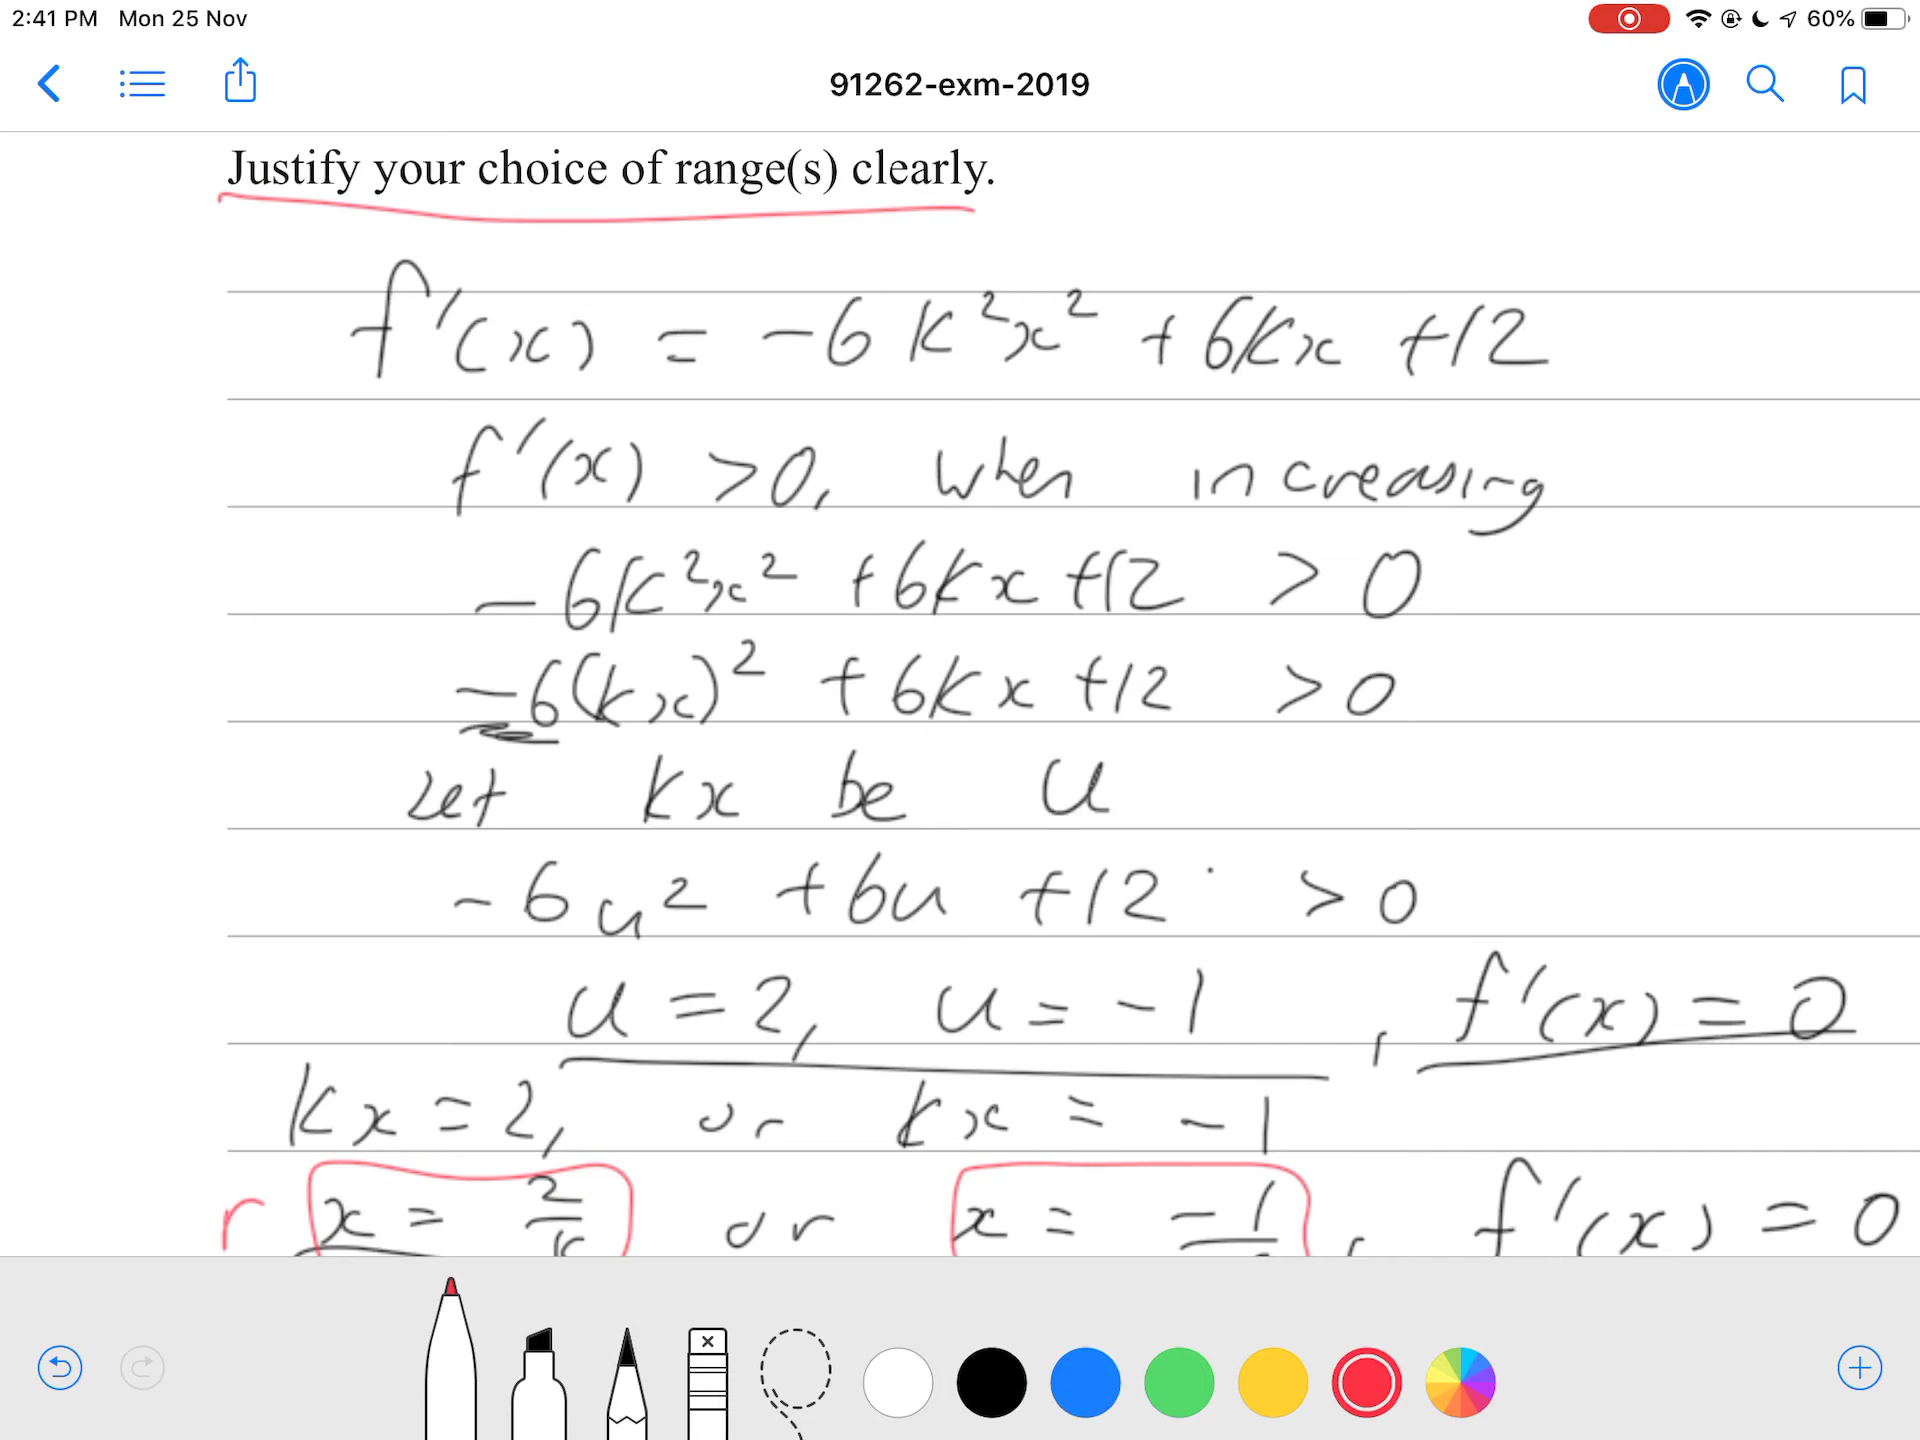 2:41 PM Mon 25 Nov 60%
91262-exm-2019
Justify your choice of range(s) clearly.
f'(x) = -6k²x² + 6kx + 12
f'(x) > 0, when increasing
-6k²x² + 6kx + 12 > 0
-6(kx)² + 6kx + 12 > 0
Let kx be u
-6u² + 6u + 12 > 0
u = 2, u = -1, f'(x) = 0
kx = 2, or kx = -1
r x = 2/k or x = -1/ , f'(x) = 0